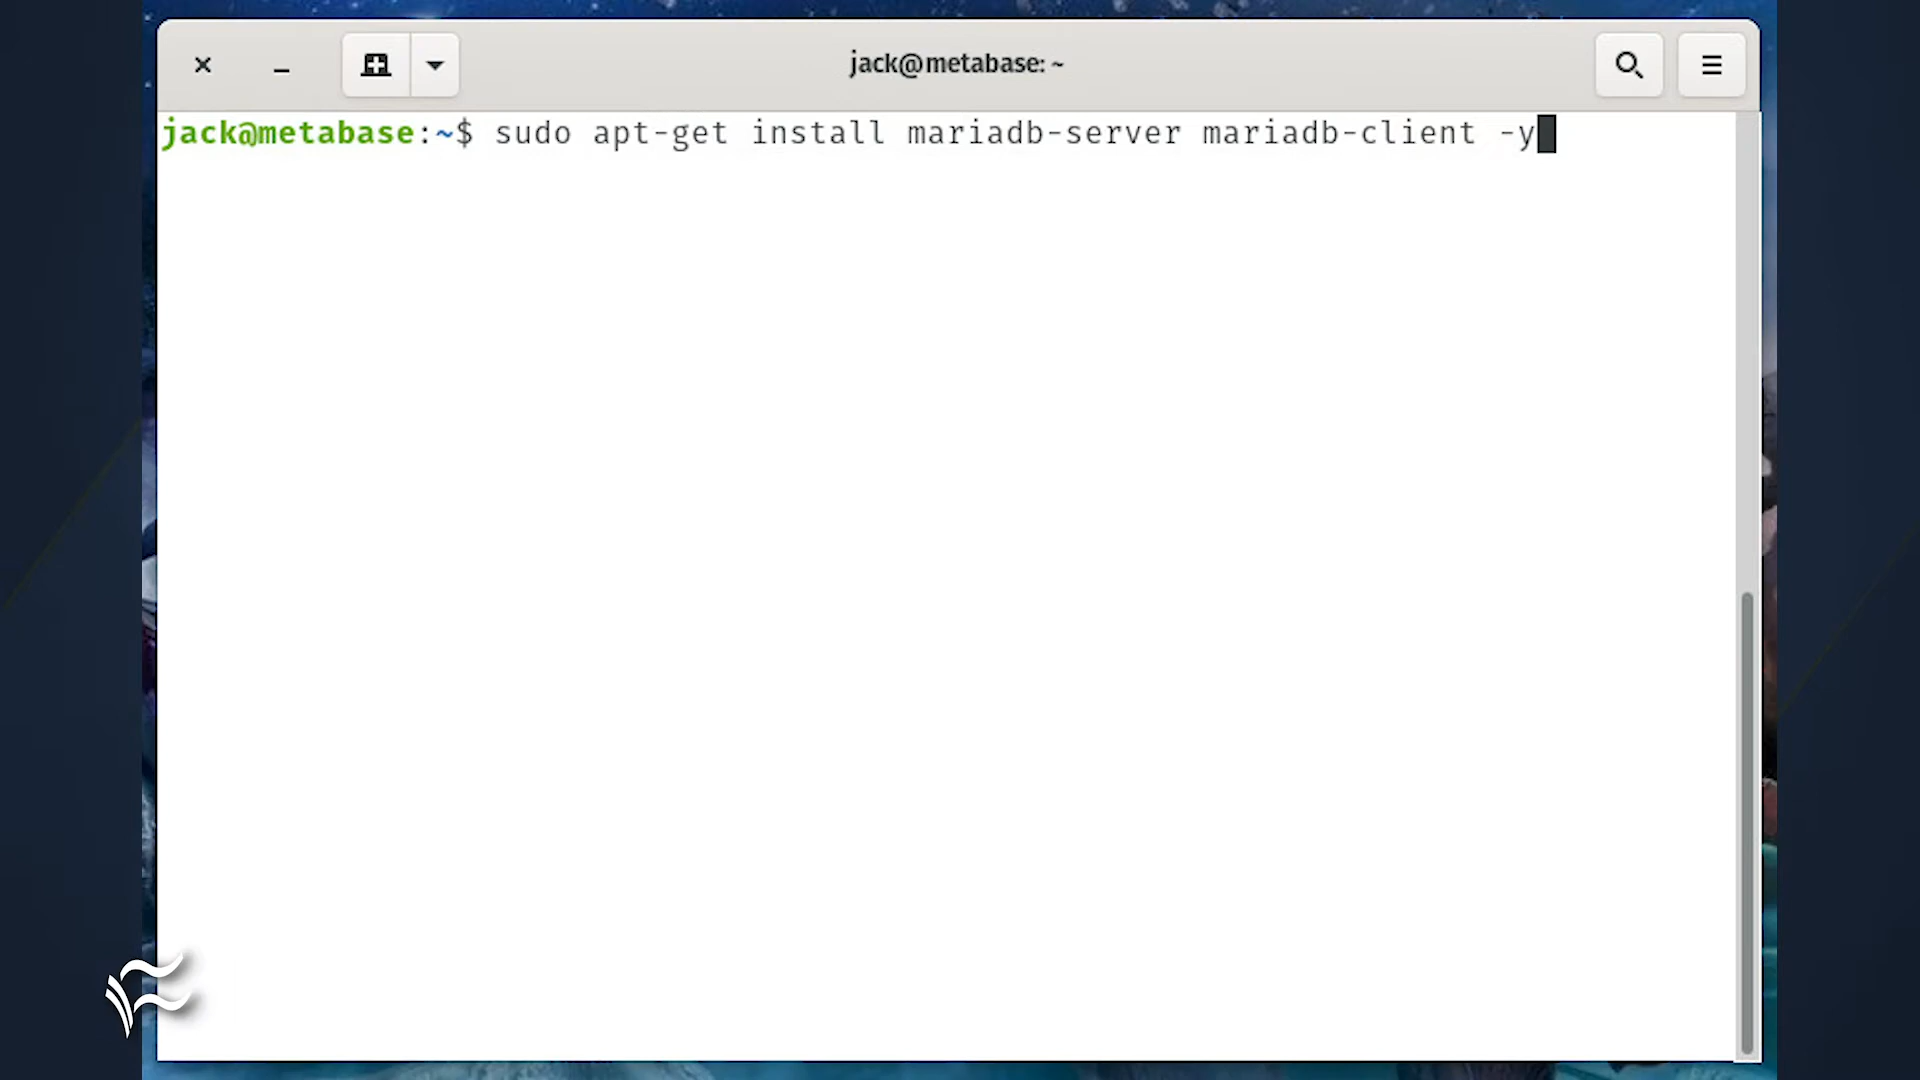 jack@metabase: ~
jack@metabase:~$ sudo apt-get install mariadb-server mariadb-client -y